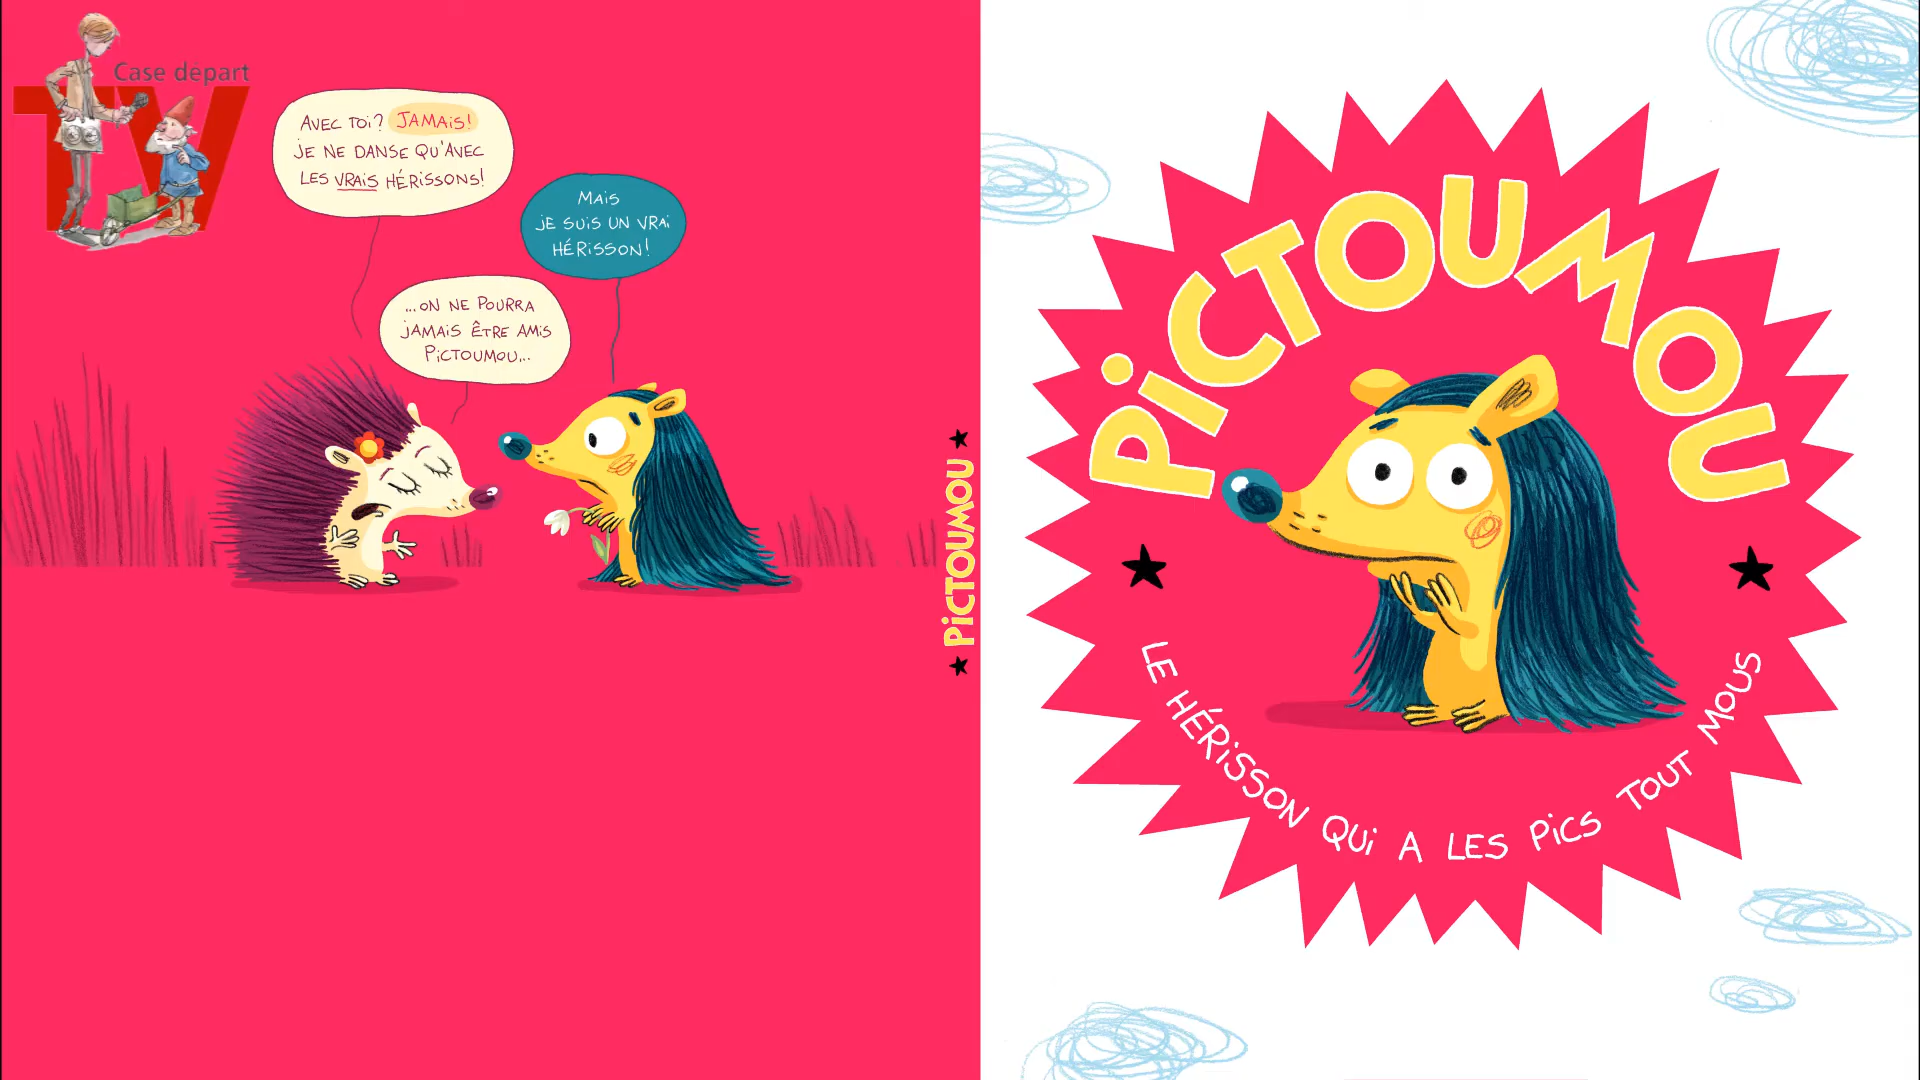 Case départ
TV
AVEC TOi? JAMAiS!
JE NE DANSE QU'AVEC
LES VRAiS HÉRiSSONS!
MAiS
JE SUiS UN VRAi
HÉRiSSON!
...ON NE POURRA
JAMAiS ÊTRE AMiS
PiCTOUMOU...
PiCTOUMOU
PiCTOUMOU
LE HÉRiSSON QUi A LES PiCS TOUT MOUS